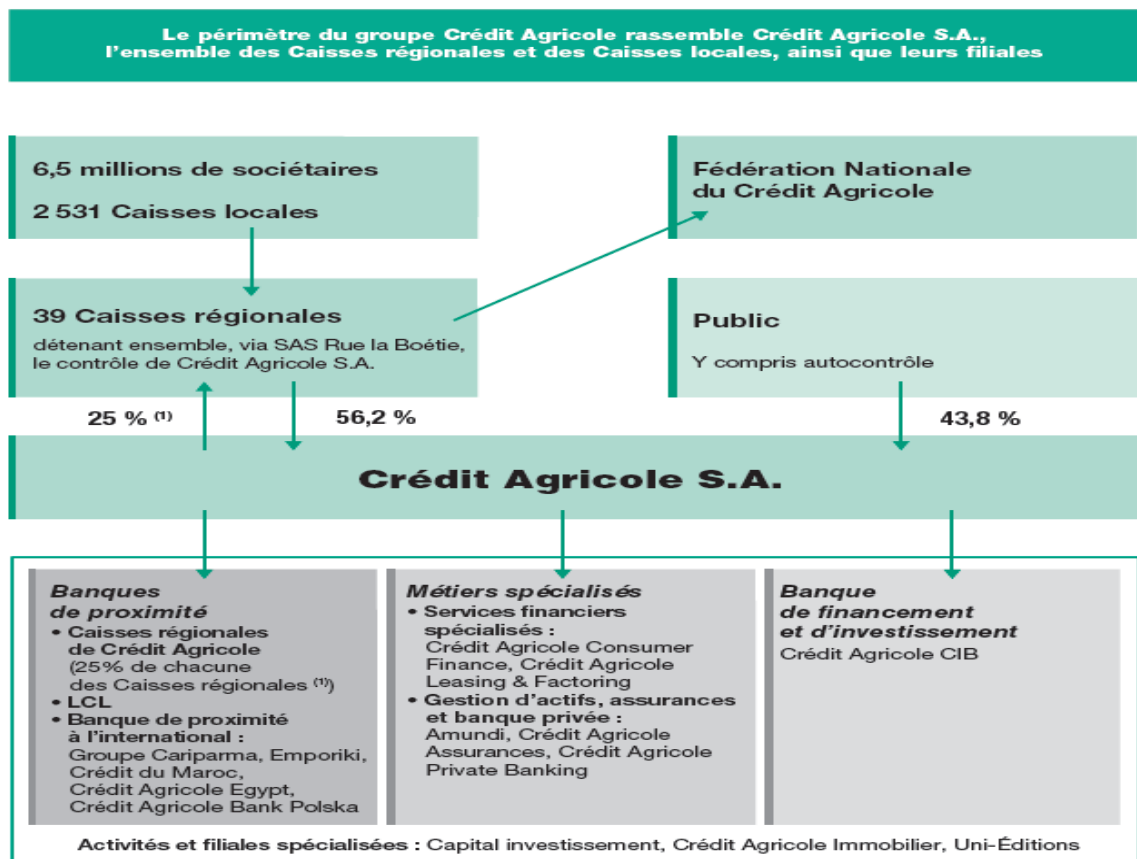 Le périmètre du groupe Crédit Agricole rassemble Crédit Agricole S.A.,
l'ensemble des Caisses régionales et des Caisses locales, ainsi que leurs filiales
6,5 millions de sociétaires
2 531 Caisses locales
Fédération Nationale
du Crédit Agricole
39 Caisses régionales
détenant ensemble, via SAS Rue la Boétie,
le contrôle de Crédit Agricole S.A.
Public
Y compris autocontrôle
25 % (1)
56,2 %
43,8 %
Crédit Agricole S.A.
Banques
de proximité
• Caisses régionales
de Crédit Agricole
(25% de chacune
des Caisses régionales (1))
• LCL
• Banque de proximité
à l'international :
Groupe Cariparma, Emporiki,
Crédit du Maroc,
Crédit Agricole Egypt,
Crédit Agricole Bank Polska
Métiers spécialisés
• Services financiers
spécialisés :
Crédit Agricole Consumer
Finance, Crédit Agricole
Leasing & Factoring
• Gestion d'actifs, assurances
et banque privée :
Amundi, Crédit Agricole
Assurances, Crédit Agricole
Private Banking
Banque
de financement
et d'investissement
Crédit Agricole CIB
Activités et filiales spécialisées : Capital investissement, Crédit Agricole Immobilier, Uni-Éditions